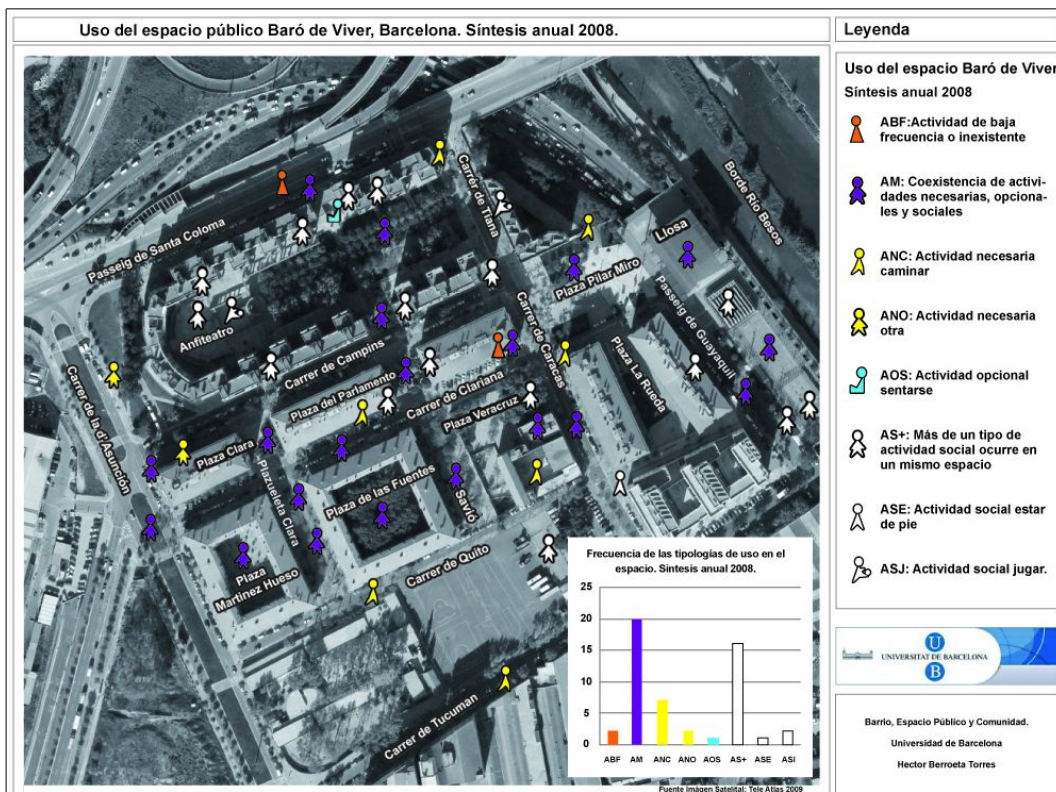 Uso del espacio público Baró de Viver, Barcelona. Síntesis anual 2008.
Passeig de Santa Coloma
Carrer de Tiana
Borde Río Besos
Llosa
Plaza Pilar Miro
Passeig de Guayaquil
Anfiteatro
Carrer de Campins
Carrer de Caracas
Plaza La Rueda
Plaza del Parlamento
Carrer de Clariana
Plaza Veracruz
Carrer de la d'Asunción
Plaza Clara
Plazueleta Clara
Plaza de las Fuentes
Savió
Plaza
Martínez Hueso
Carrer de Quito
Carrer de Tucuman
Frecuencia de las tipologías de uso en el
espacio. Síntesis anual 2008.
25
20
15
10
5
0
ABF AM ANC ANO AOS AS+ ASE ASI
Fuente Imágen Satelital: Tele Atlas 2009
Leyenda
Uso del espacio Baró de Viver
Síntesis anual 2008
ABF:Actividad de baja
frecuencia o inexistente
AM: Coexistencia de activi-
dades necesarias, opciona-
les y sociales
ANC: Actividad necesaria
caminar
ANO: Actividad necesaria
otra
AOS: Actividad opcional
sentarse
AS+: Más de un tipo de
actividad social ocurre en
un mismo espacio
ASE: Actividad social estar
de pie
ASJ: Actividad social jugar.
UNIVERSITAT DE BARCELONA
U
B
Barrio, Espacio Público y Comunidad.
Universidad de Barcelona
Hector Berroeta Torres